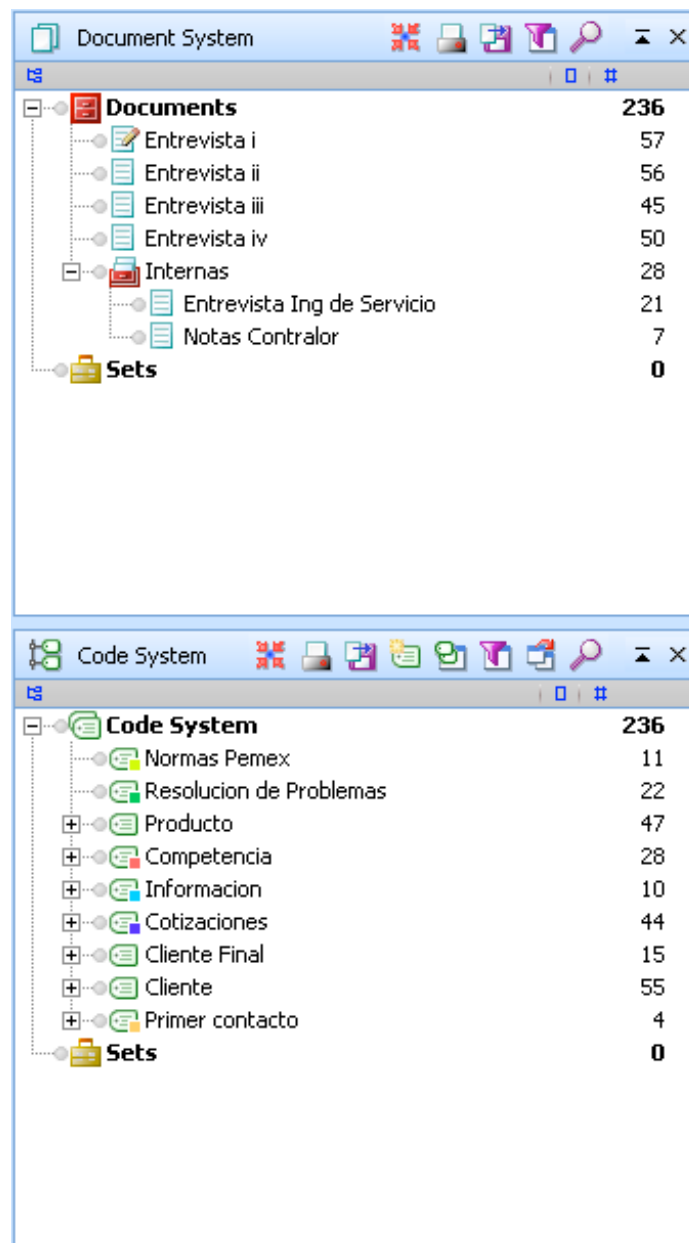 Document System
Documents 236
Entrevista i 57
Entrevista ii 56
Entrevista iii 45
Entrevista iv 50
Internas 28
Entrevista Ing de Servicio 21
Notas Contralor 7
Sets 0
Code System
Code System 236
Normas Pemex 11
Resolucion de Problemas 22
Producto 47
Competencia 28
Informacion 10
Cotizaciones 44
Cliente Final 15
Cliente 55
Primer contacto 4
Sets 0